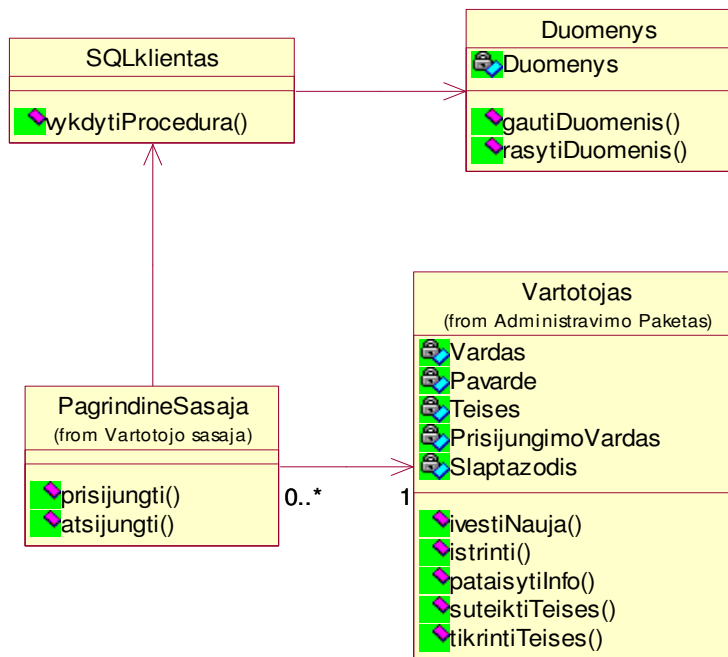 SQLklientas
vykdytiProcedura()
Duomenys
Duomenys
gautiDuomenis()
rasytiDuomenis()
PagrindineSasaja
(from Vartotojo sasaja)
prisijungti()
atsijungti()
0..*
1
Vartotojas
(from Administravimo Paketas)
Vardas
Pavarde
Teises
PrisijungimoVardas
Slaptazodis
ivestiNauja()
istrinti()
pataisytiInfo()
suteiktiTeises()
tikrintiTeises()